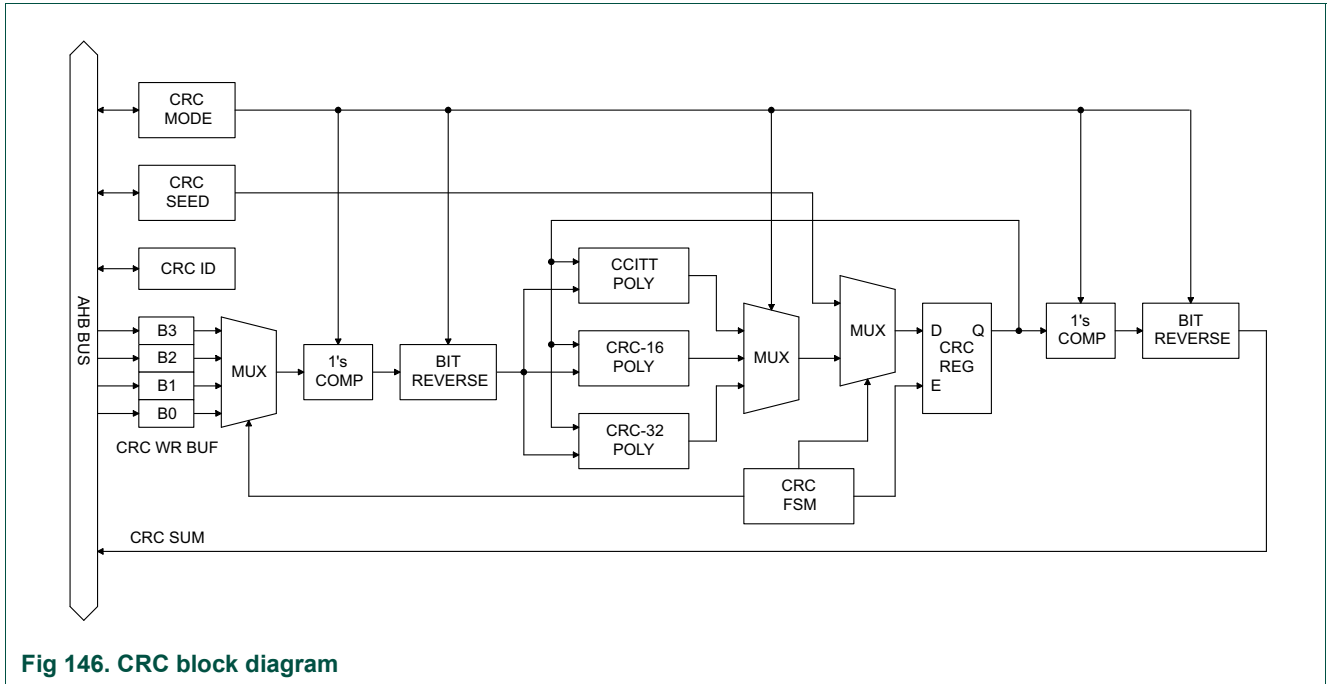 CRC
MODE
CRC
SEED
CRC ID
AHB BUS
B3
B2
B1
B0
CRC WR BUF
MUX
1's
COMP
BIT
REVERSE
CCITT
POLY
CRC-16
POLY
CRC-32
POLY
MUX
MUX
CRC
FSM
D Q
CRC
REG
E
1's
COMP
BIT
REVERSE
CRC SUM
Fig 146. CRC block diagram